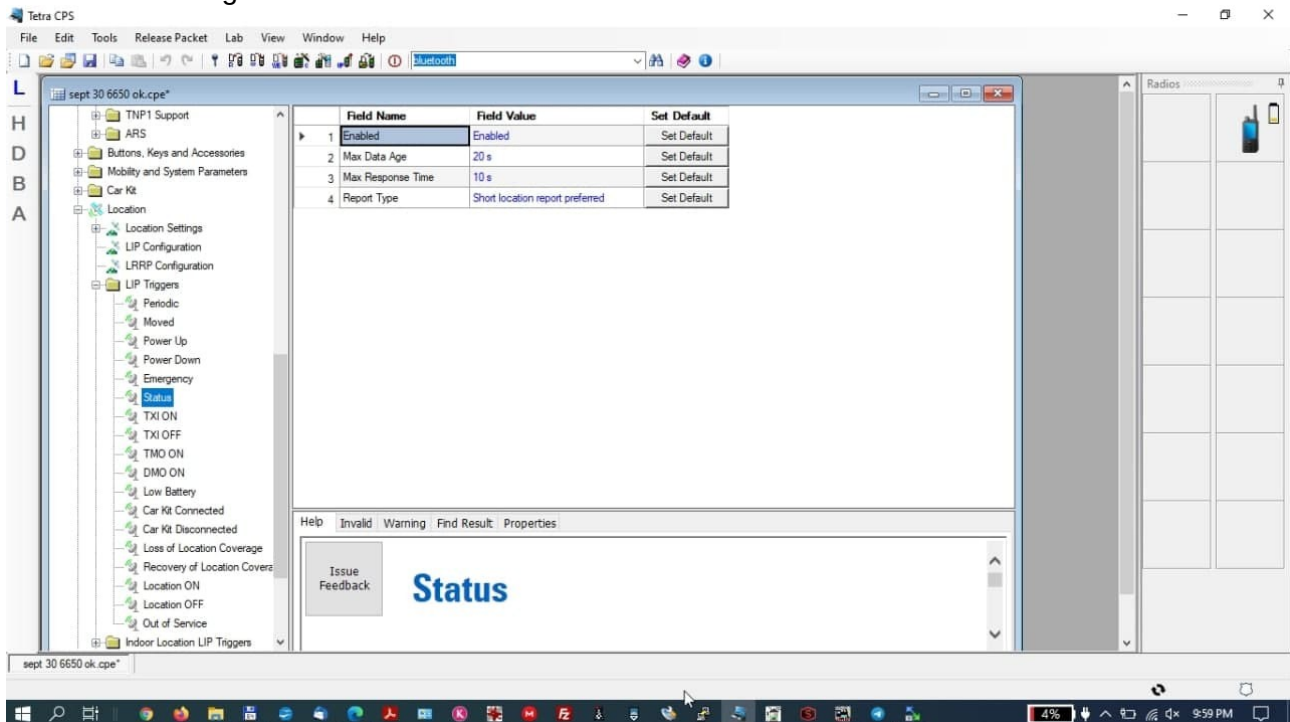 Tetra CPS
File Edit Tools Release Packet Lab View Window Help
bluetooth
L
H
D
B
A
sept 30 6650 ok.cpe*
TNP1 Support
ARS
Buttons, Keys and Accessories
Mobility and System Parameters
Car Kit
Location
Location Settings
LIP Configuration
LRRP Configuration
LIP Triggers
Periodic
Moved
Power Up
Power Down
Emergency
Status
TXI ON
TXI OFF
TMO ON
DMO ON
Low Battery
Car Kit Connected
Car Kit Disconnected
Loss of Location Coverage
Recovery of Location Covera
Location ON
Location OFF
Out of Service
Indoor Location LIP Triggers
Field Name Field Value Set Default
1 Enabled Enabled Set Default
2 Max Data Age 20 s Set Default
3 Max Response Time 10 s Set Default
4 Report Type Short location report preferred Set Default
Help Invalid Warning Find Result Properties
Issue
Feedback
Status
Radios
sept 30 6650 ok.cpe*
4% 9:59 PM